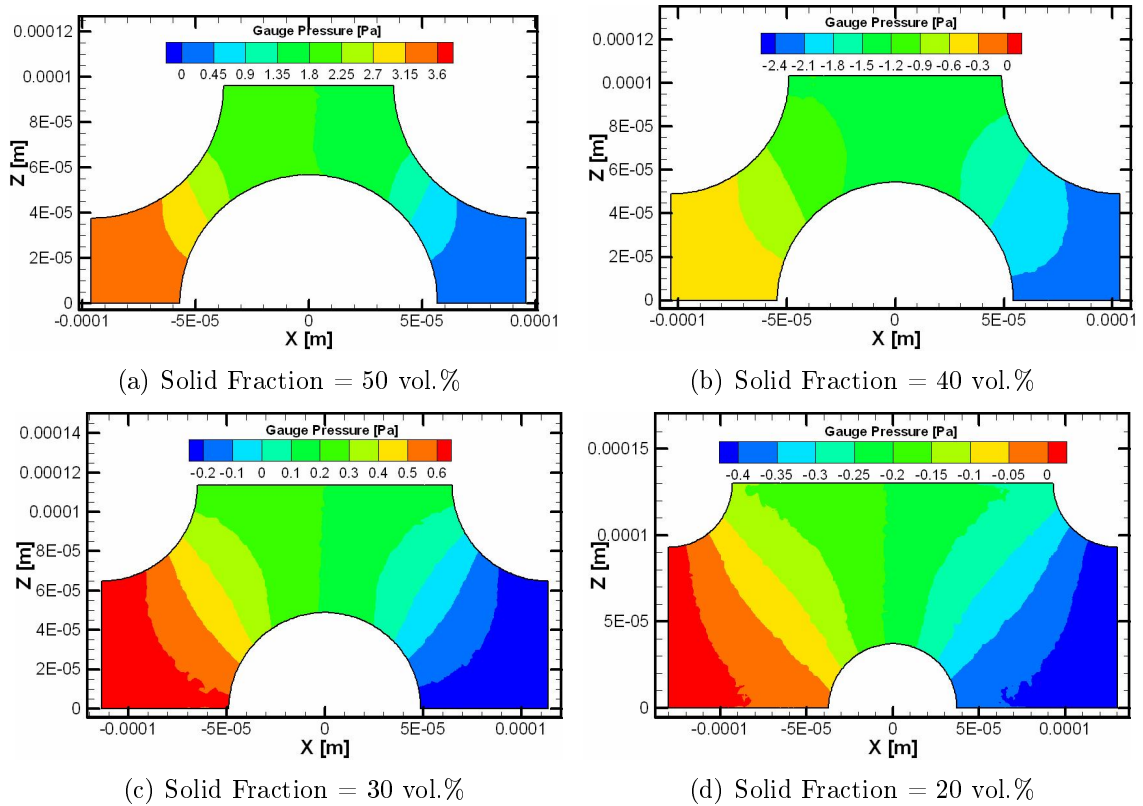 Gauge Pressure [Pa]
0 0.45 0.9 1.35 1.8 2.25 2.7 3.15 3.6
0.00012
0.0001
8E-05
6E-05
4E-05
2E-05
0
Z [m]
-0.0001 -5E-05 0 5E-05 0.0001
X [m]
(a) Solid Fraction = 50 vol.%
Gauge Pressure [Pa]
-2.4 -2.1 -1.8 -1.5 -1.2 -0.9 -0.6 -0.3 0
0.00012
0.0001
8E-05
6E-05
4E-05
2E-05
0
Z [m]
-0.0001 -5E-05 0 5E-05 0.0001
X [m]
(b) Solid Fraction = 40 vol.%
Gauge Pressure [Pa]
-0.2 -0.1 0 0.1 0.2 0.3 0.4 0.5 0.6
0.00014
0.00012
0.0001
8E-05
6E-05
4E-05
2E-05
0
Z [m]
-0.0001 -5E-05 0 5E-05 0.0001
X [m]
(c) Solid Fraction = 30 vol.%
Gauge Pressure [Pa]
-0.4 -0.35 -0.3 -0.25 -0.2 -0.15 -0.1 -0.05 0
0.00015
0.0001
5E-05
0
Z [m]
-0.0001 -5E-05 0 5E-05 0.0001
X [m]
(d) Solid Fraction = 20 vol.%